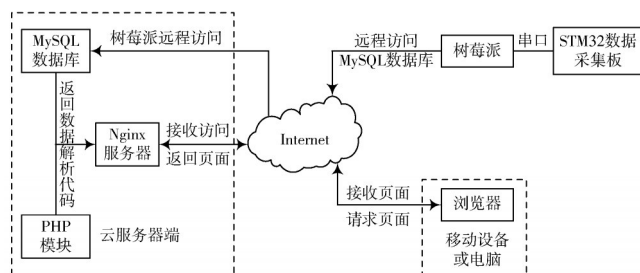 MySQL
数据库
树莓派远程访问
远程访问
MySQL数据库
树莓派
串口
STM32数据
采集板
返回数据解析代码
Nginx
服务器
接收访问
返回页面
Internet
PHP
模块
云服务器端
接收页面
请求页面
浏览器
移动设备
或电脑